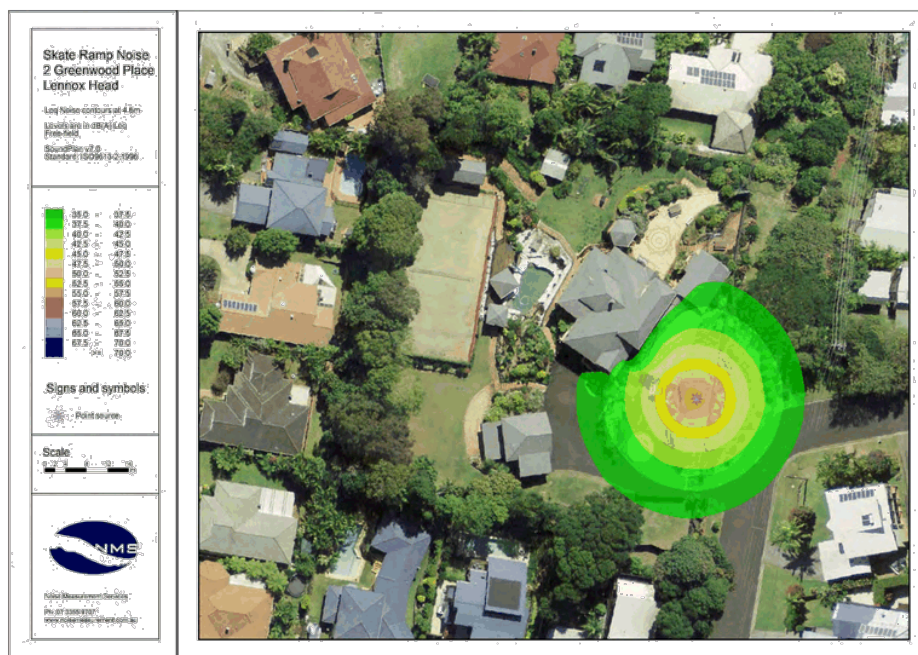 Skate Ramp Noise
2 Greenwood Place
Lennox Head
Leq Noise contours at 4.6m
Levels are in dB(A) Leq
Free-field
SoundPlan v7.0
Standard: ISO9613-2:1996
35.0 - 37.5
37.5 - 40.0
40.0 - 42.5
42.5 - 45.0
45.0 - 47.5
47.5 - 50.0
50.0 - 52.5
52.5 - 55.0
55.0 - 57.5
57.5 - 60.0
60.0 - 62.5
62.5 - 65.0
65.0 - 67.5
67.5 - 70.0
70.0
Signs and symbols
Point source
Scale
NMS
Noise Measurement Services
www.noisemeasurement.com.au